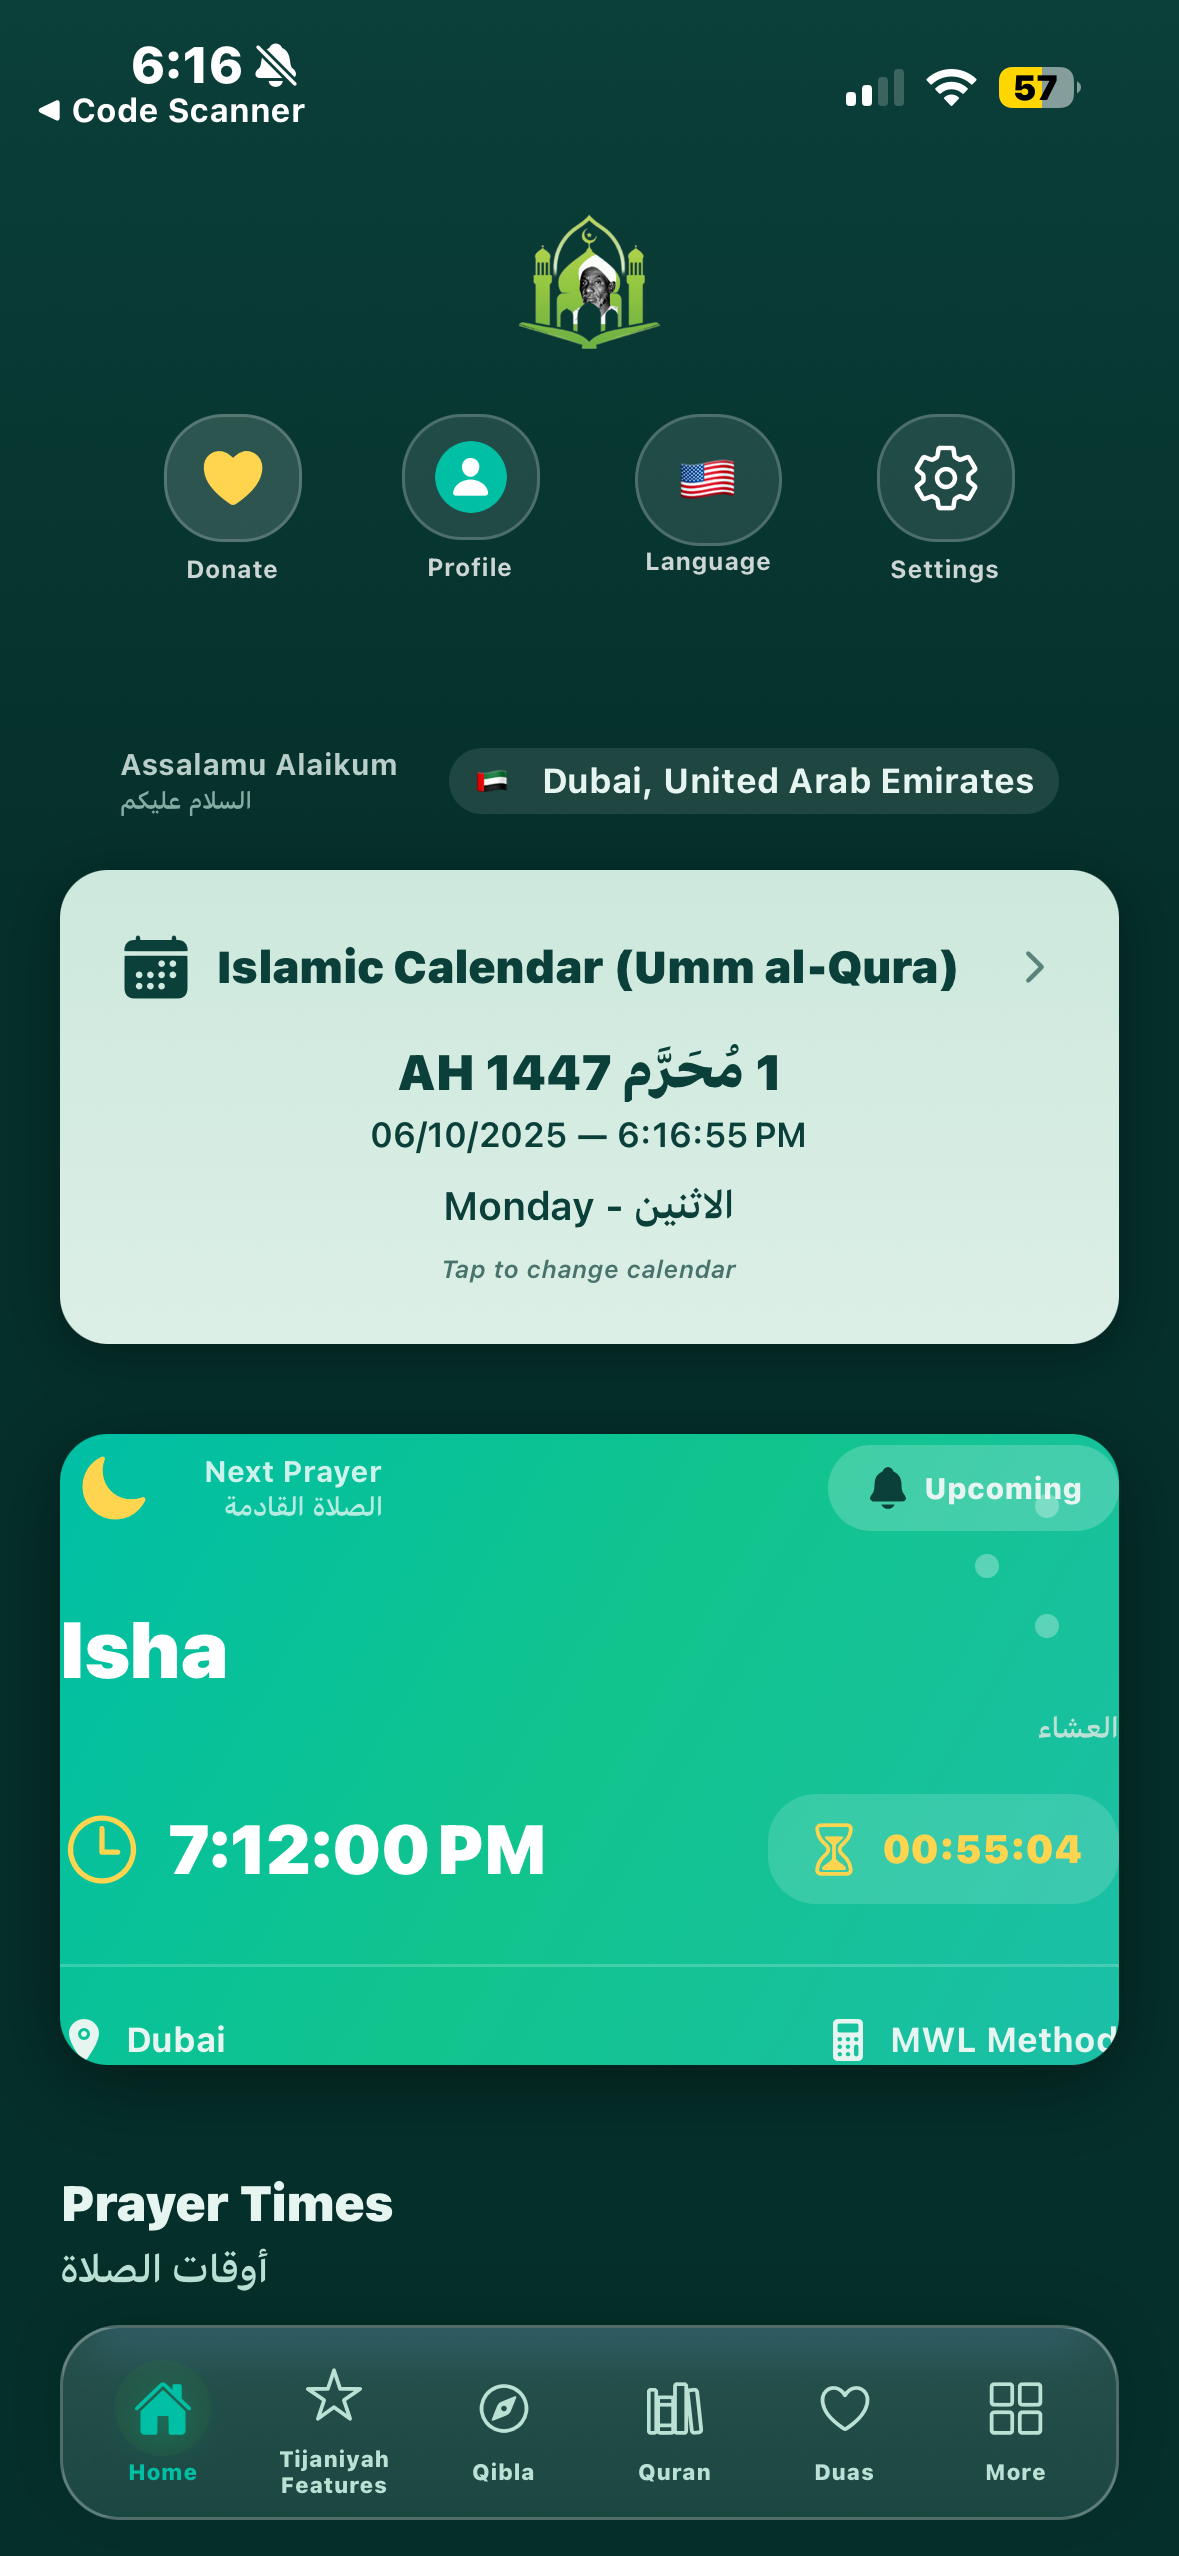 6:16
57
Code Scanner
Donate
Profile
Language
Settings
Assalamu Alaikum
السلام عليكم
Dubai, United Arab Emirates
Islamic Calendar (Umm al-Qura)
1 مُحَرَّم 1447 AH
06/10/2025 — 6:16:55 PM
Monday - الاثنين
Tap to change calendar
Next Prayer
الصلاة القادمة
Upcoming
Isha
العشاء
7:12:00 PM
00:55:04
Dubai
MWL Method
Prayer Times
أوقات الصلاة
Home
Tijaniyah
Features
Qibla
Quran
Duas
More